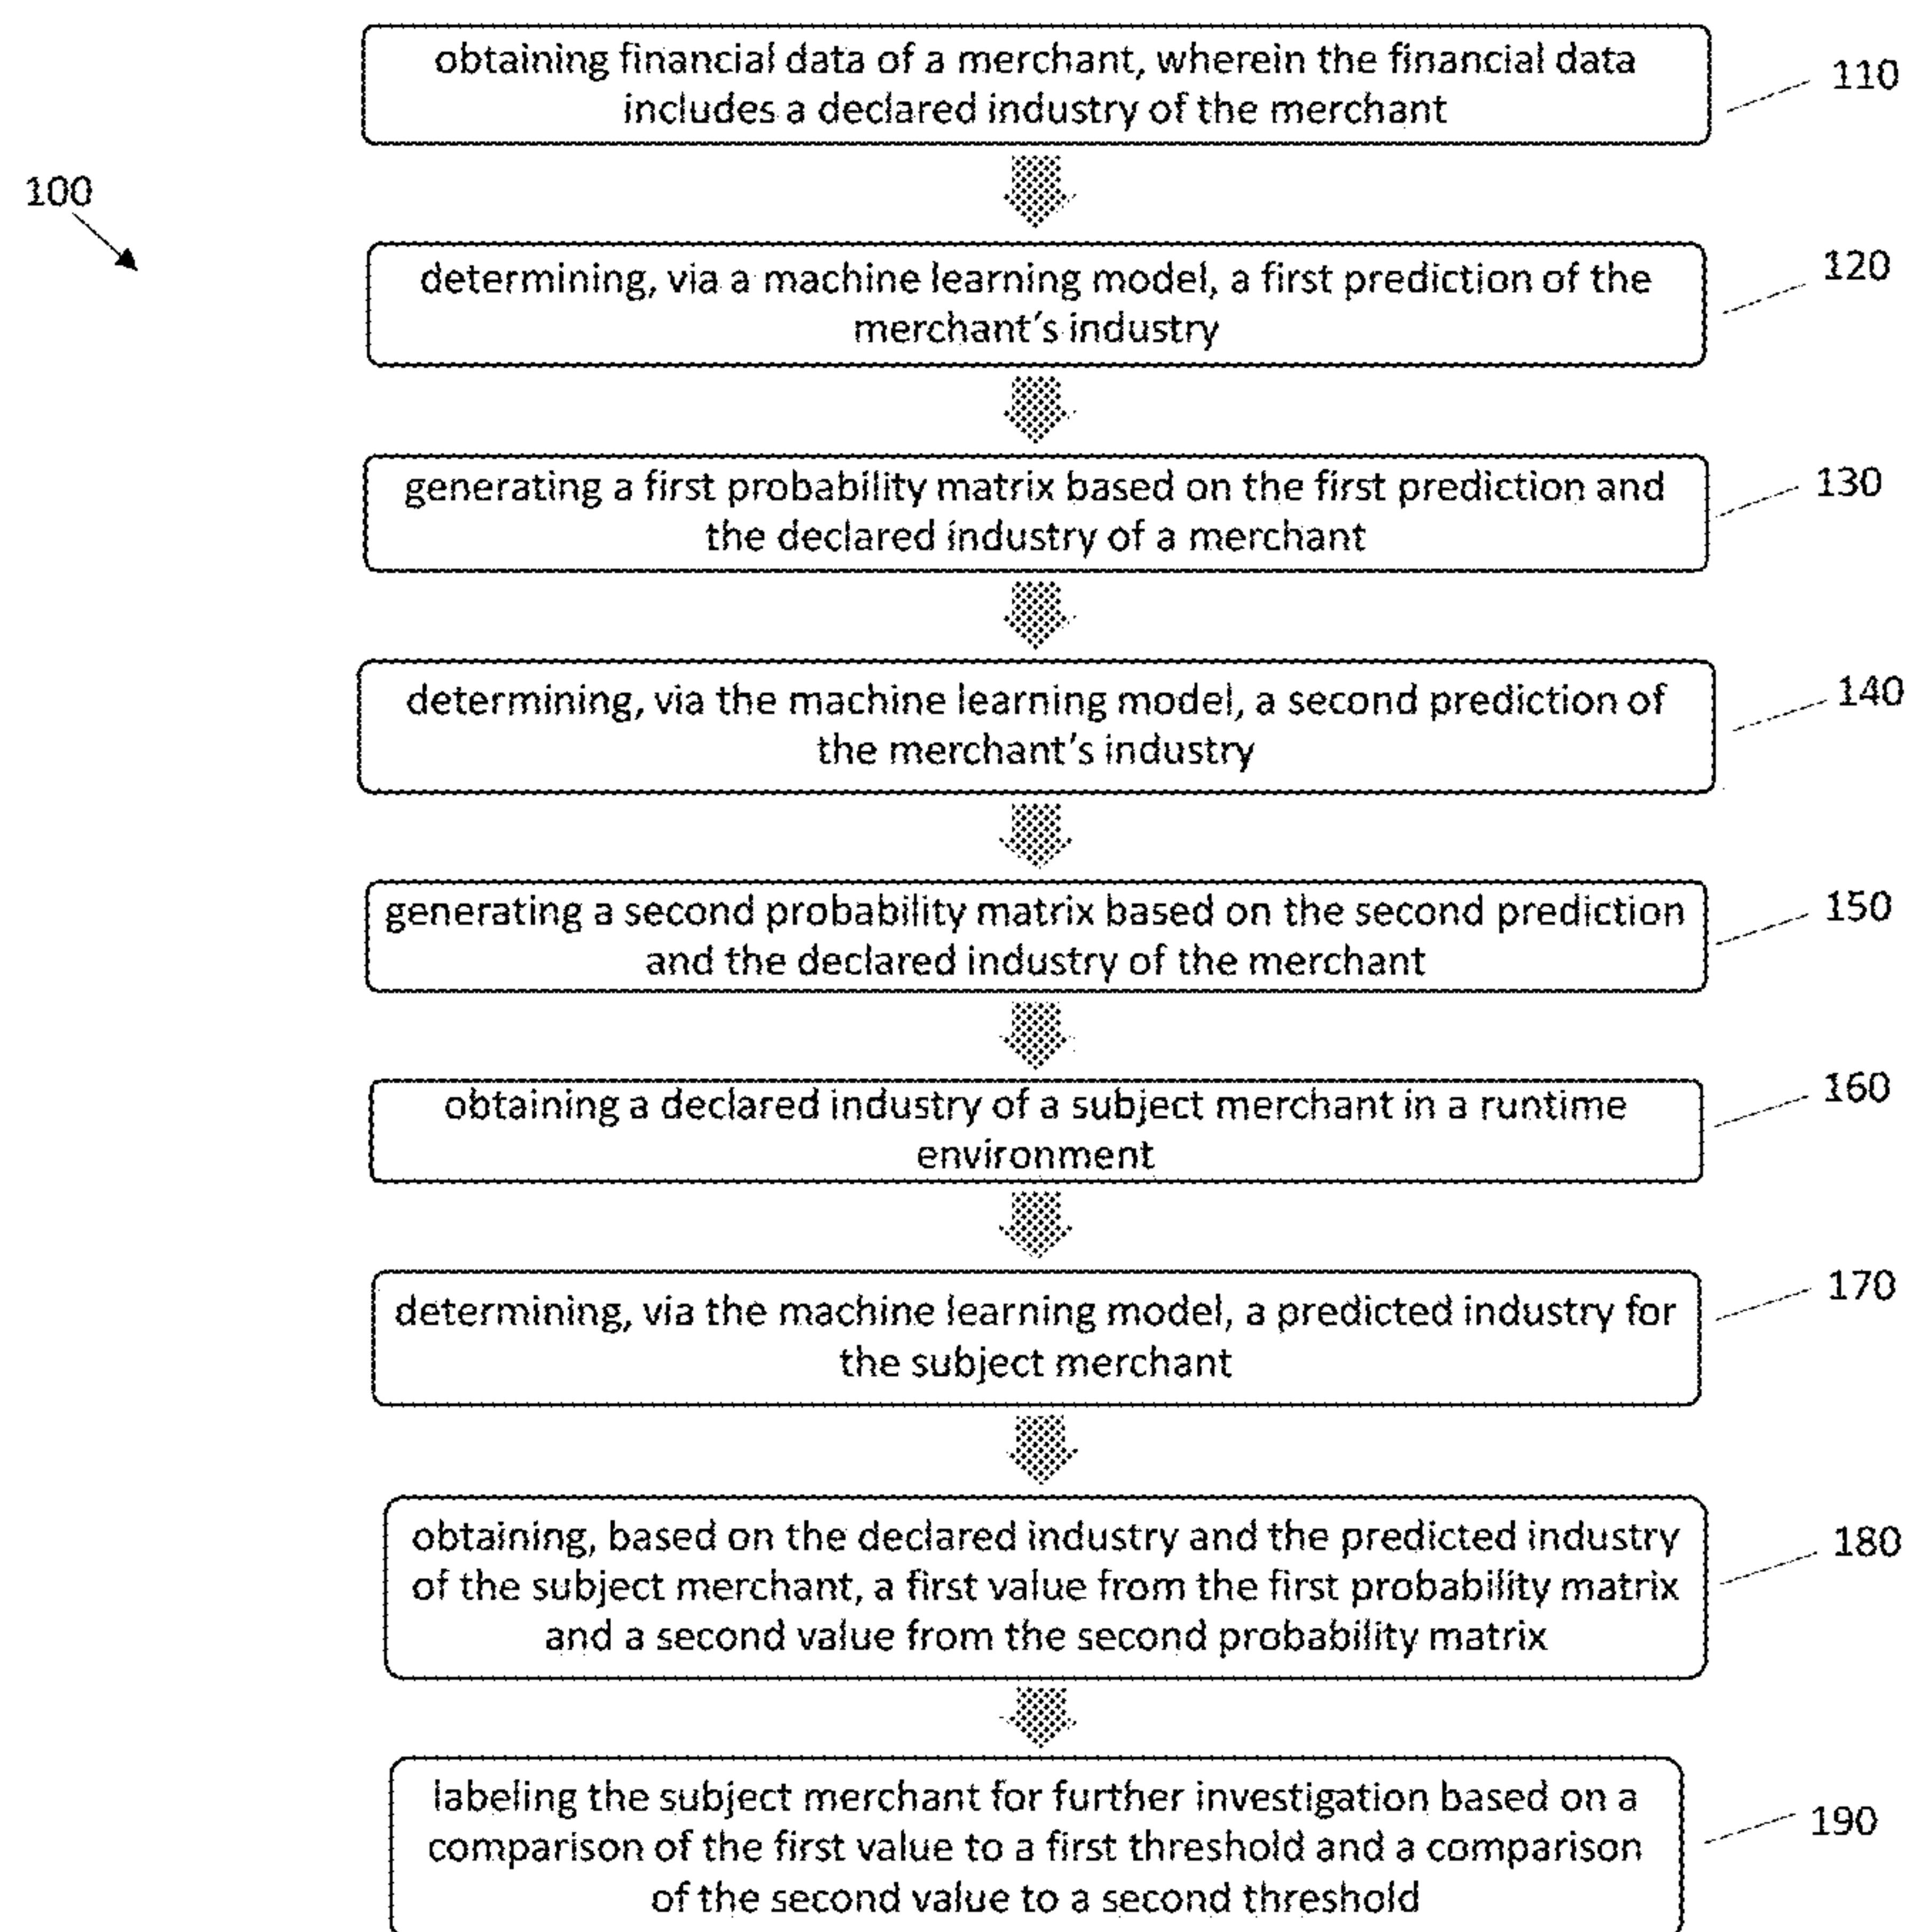 obtaining financial data of a merchant, wherein the financial data
includes a declared industry of the merchant
110
100
determining, via a machine learning model, a first prediction of the
merchant's industry
120
generating a first probability matrix based on the first prediction and
the declared industry of a merchant
130
determining, via the machine learning model, a second prediction of
the merchant's industry
140
generating a second probability matrix based on the second prediction
and the declared industry of the merchant
150
obtaining a declared industry of a subject merchant in a runtime
environment
160
determining, via the machine learning model, a predicted industry for
the subject merchant
170
obtaining, based on the declared industry and the predicted industry
of the subject merchant, a first value from the first probability matrix
and a second value from the second probability matrix
180
labeling the subject merchant for further investigation based on a
comparison of the first value to a first threshold and a comparison
of the second value to a second threshold
190